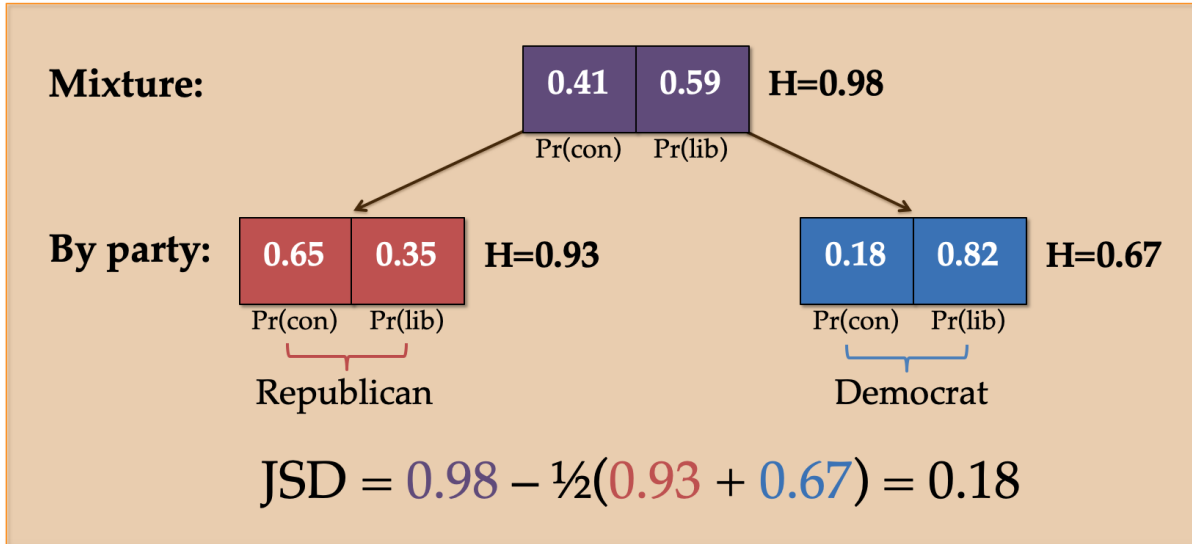 Mixture: 0.41 0.59 H=0.98
Pr(con) Pr(lib)
By party: 0.65 0.35 H=0.93 0.18 0.82 H=0.67
Pr(con) Pr(lib) Pr(con) Pr(lib)
Republican Democrat
JSD = 0.98 – ½(0.93 + 0.67) = 0.18